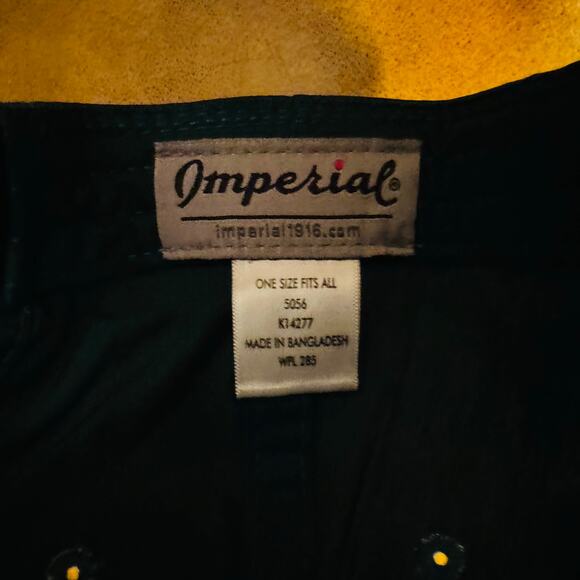 Imperial®
imperial1916.com
ONE SIZE FITS ALL
5056
K14277
MADE IN BANGLADESH
WPL 285